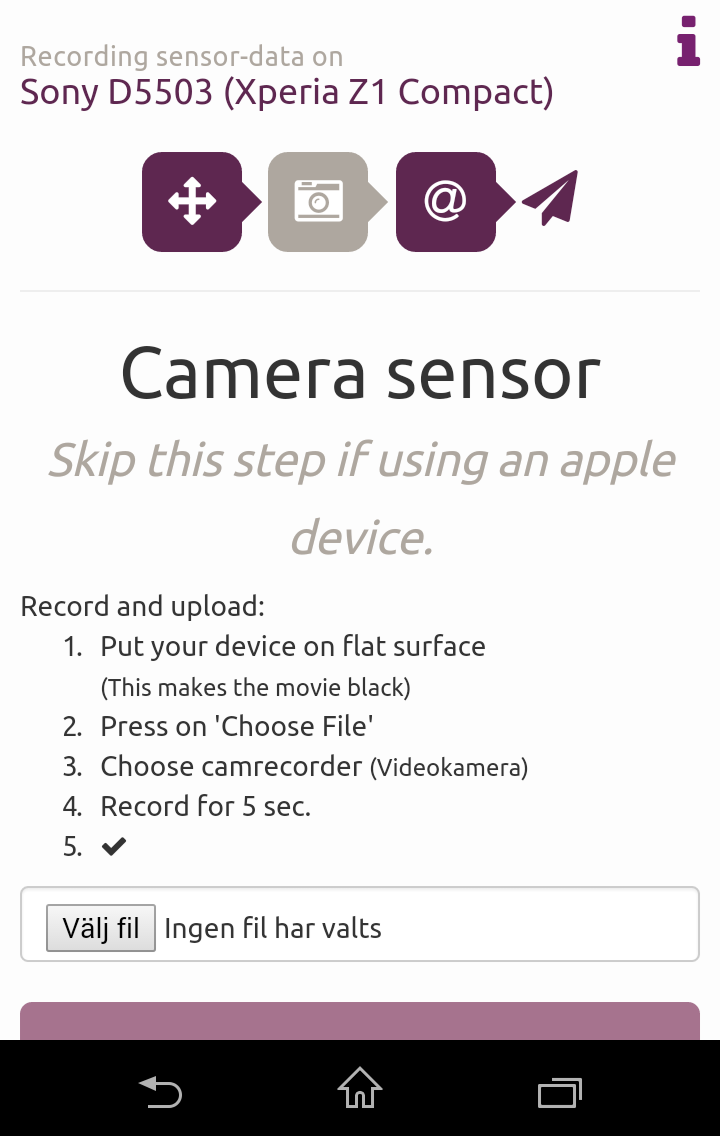 Recording sensor-data on
Sony D5503 (Xperia Z1 Compact)
@
Camera sensor
Skip this step if using an apple
device.
Record and upload:
1. Put your device on flat surface
(This makes the movie black)
2. Press on 'Choose File'
3. Choose camrecorder (Videokamera)
4. Record for 5 sec.
5. ✔
Välj fil Ingen fil har valts